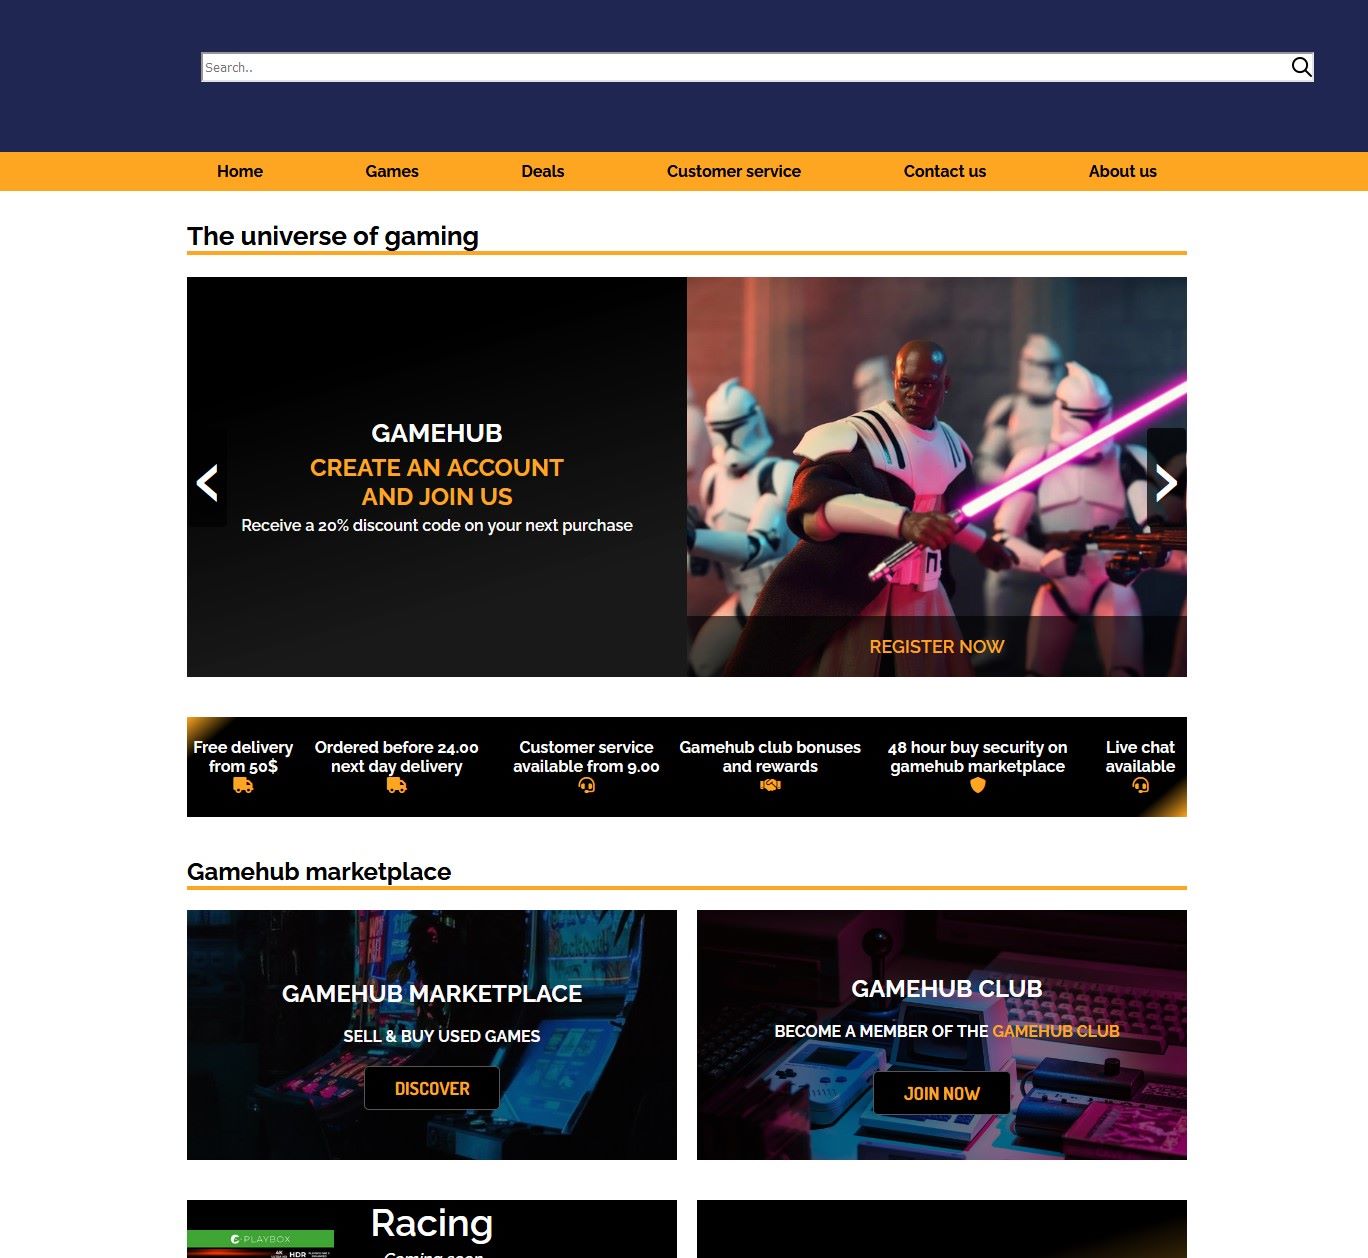 Search..
Home Games Deals Customer service Contact us About us
The universe of gaming
GAMEHUB
CREATE AN ACCOUNT
AND JOIN US
Receive a 20% discount code on your next purchase
REGISTER NOW
Free delivery
from 50$
Ordered before 24.00
next day delivery
Customer service
available from 9.00
Gamehub club bonuses
and rewards
48 hour buy security on
gamehub marketplace
Live chat
available
Gamehub marketplace
GAMEHUB MARKETPLACE
SELL & BUY USED GAMES
DISCOVER
GAMEHUB CLUB
BECOME A MEMBER OF THE GAMEHUB CLUB
JOIN NOW
Racing
Coming soon
PLAYBOX
4K HDR